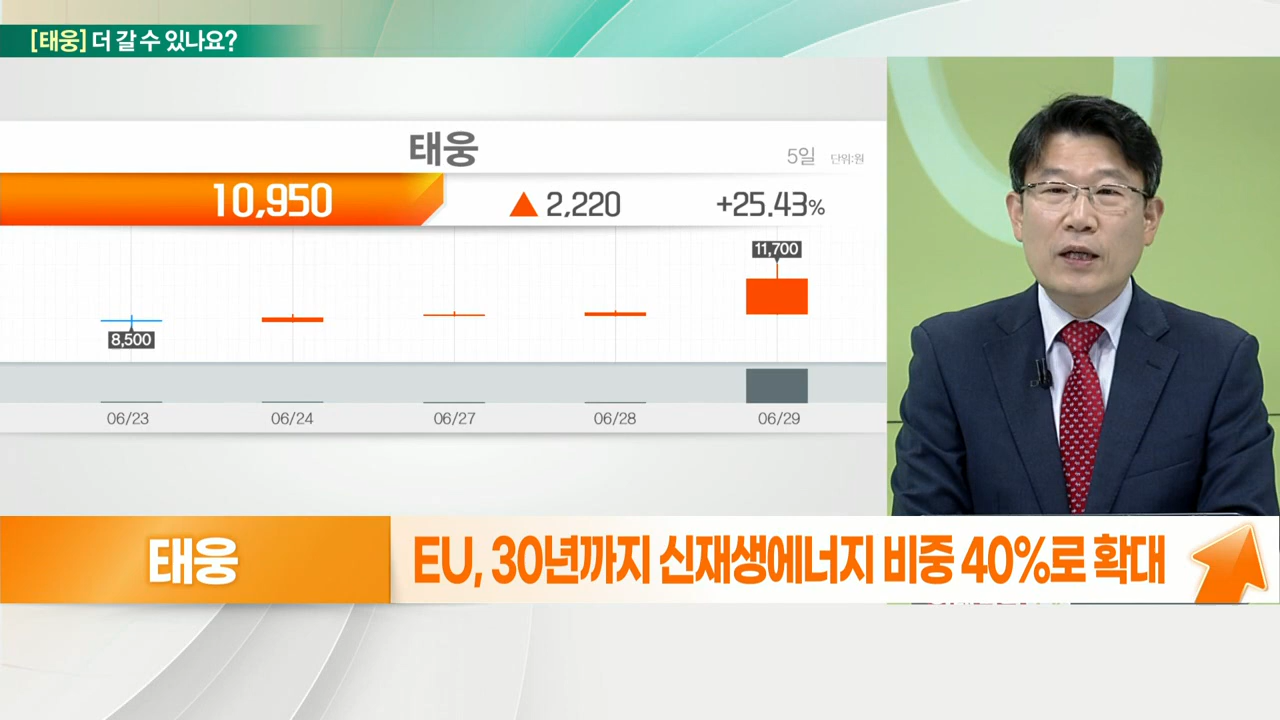 [태웅] 더 갈 수 있나요?
태웅
5일 단위:원
10,950 ▲ 2,220 +25.43%
11,700
8,500
06/23 06/24 06/27 06/28 06/29
태웅 EU, 30년까지 신재생에너지 비중 40%로 확대